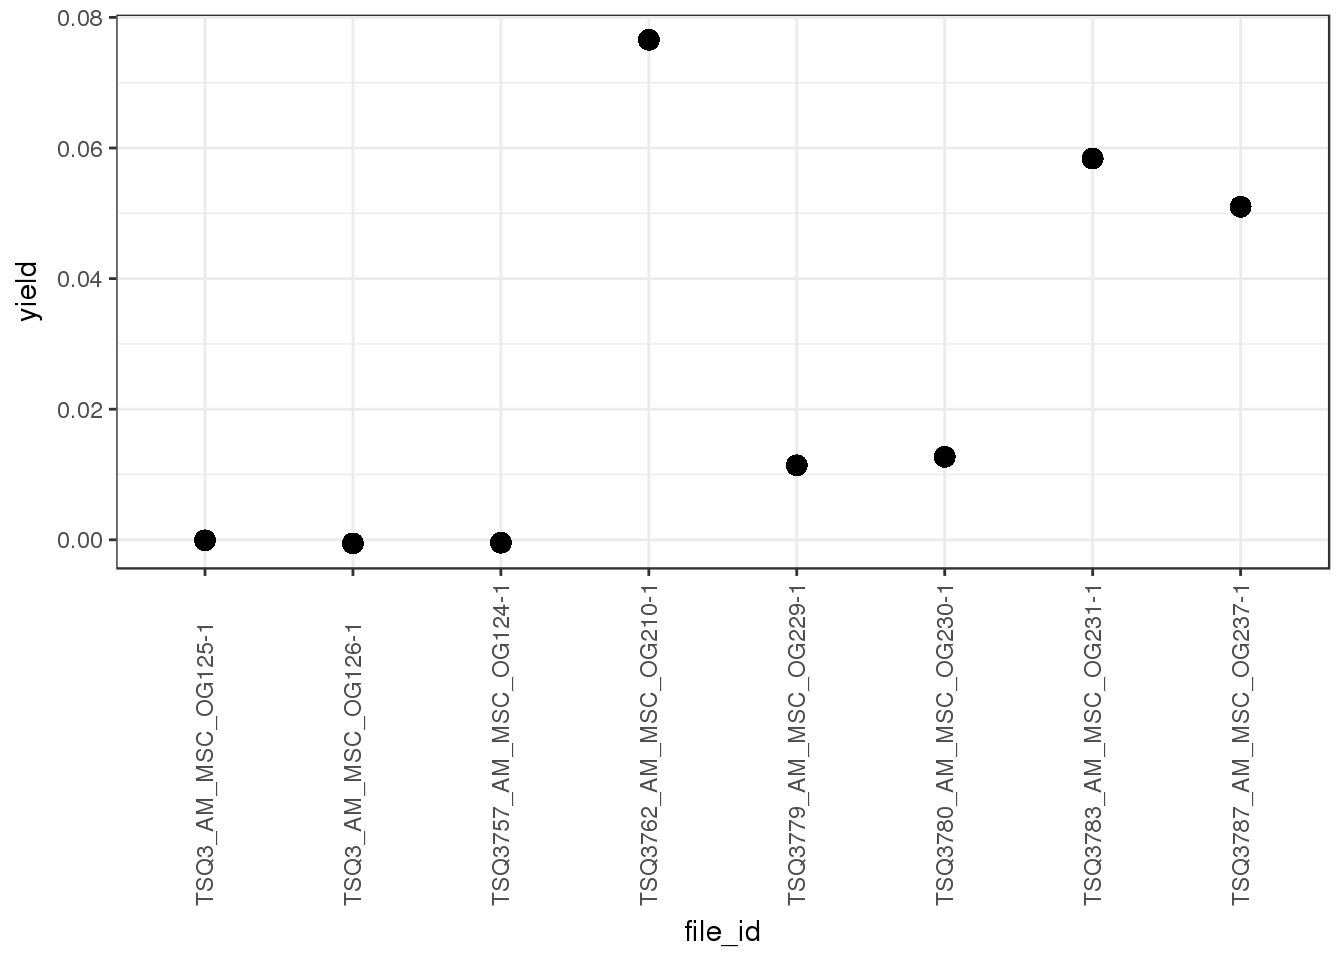 0.08
0.06
0.04
0.02
0.00
yield
TSQ3_AM_MSC_OG125-1
TSQ3_AM_MSC_OG126-1
TSQ3757_AM_MSC_OG124-1
TSQ3762_AM_MSC_OG210-1
TSQ3779_AM_MSC_OG229-1
TSQ3780_AM_MSC_OG230-1
TSQ3783_AM_MSC_OG231-1
TSQ3787_AM_MSC_OG237-1
file_id